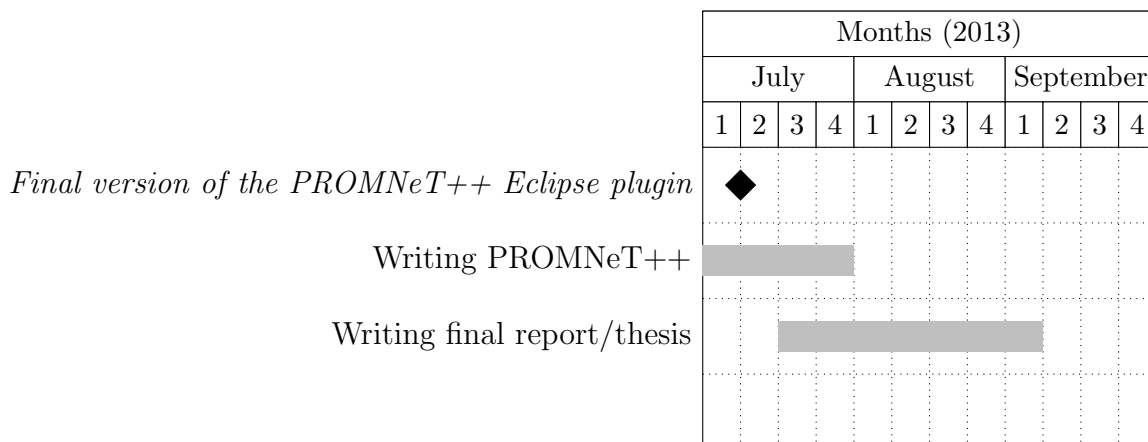 Months (2013)
July August September
1 2 3 4 1 2 3 4 1 2 3 4
Final version of the PROMNeT++ Eclipse plugin
Writing PROMNeT++
Writing final report/thesis